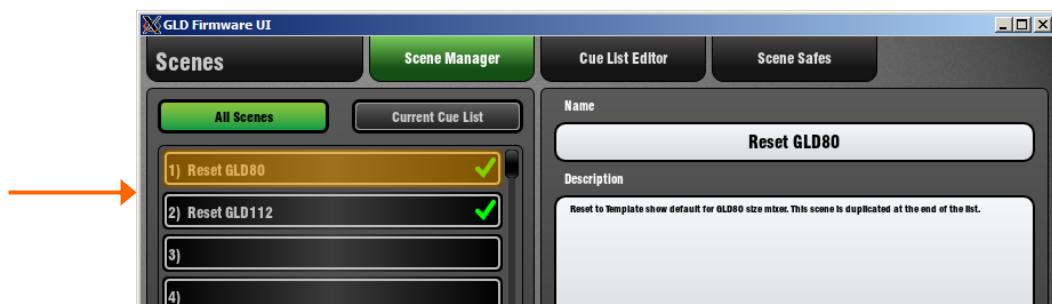 GLD Firmware UI
Scenes
Scene Manager
Cue List Editor
Scene Safes
All Scenes
Current Cue List
1) Reset GLD80
2) Reset GLD112
3)
4)
Name
Reset GLD80
Description
Reset to Template show default for GLD80 size mixer. This scene is duplicated at the end of the list.